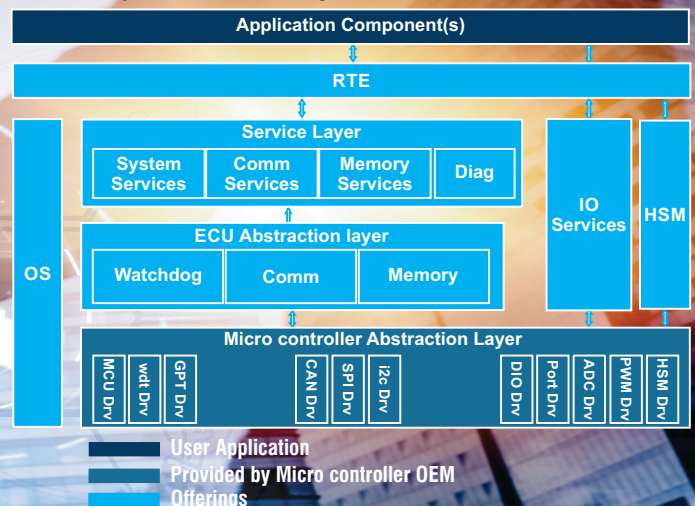 Application Component(s)
RTE
OS
Service Layer
System
Services
Comm
Services
Memory
Services
Diag
ECU Abstraction layer
Watchdog
Comm
Memory
IO
Services
HSM
Micro controller Abstraction Layer
MCU Drv
wdt Drv
GPT Drv
CAN Drv
SPI Drv
i2c Drv
DIO Drv
Port Drv
ADC Drv
PWM Drv
HSM Drv
User Application
Provided by Micro controller OEM
Offerings